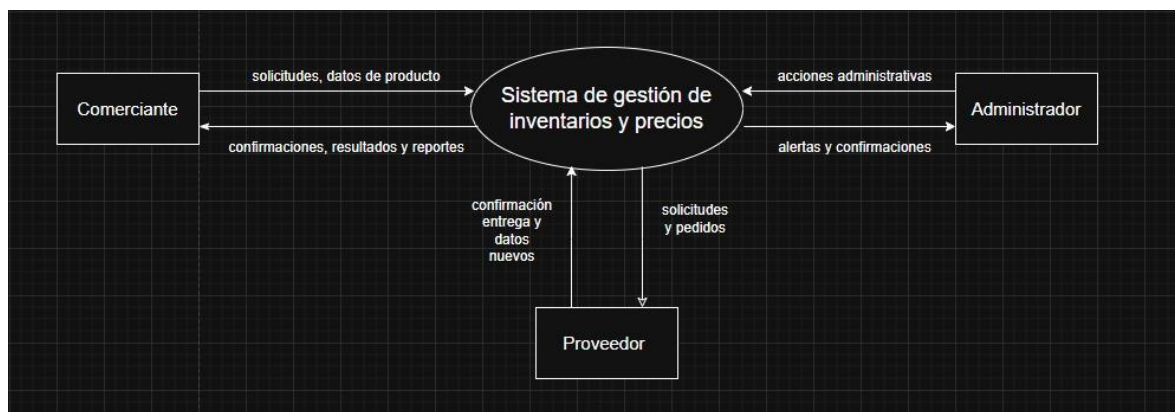 solicitudes, datos de producto
Comerciante
confirmaciones, resultados y reportes
Sistema de gestión de
inventarios y precios
acciones administrativas
Administrador
alertas y confirmaciones
confirmación
entrega y
datos
nuevos
solicitudes
y pedidos
Proveedor